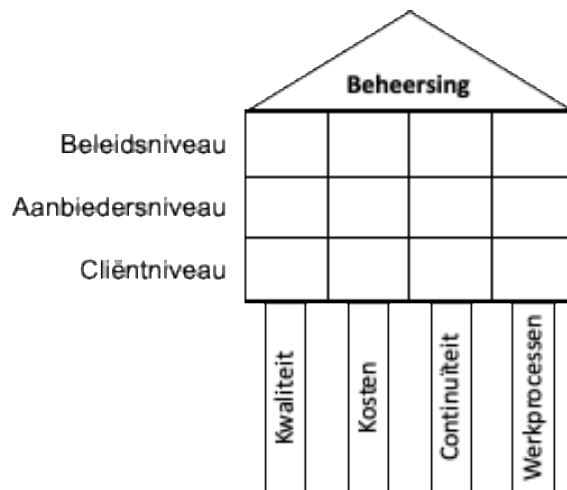 Beheersing
Beleidsniveau
Aanbiedersniveau
Cliëntniveau
Kwaliteit
Kosten
Continuïteit
Werkprocessen